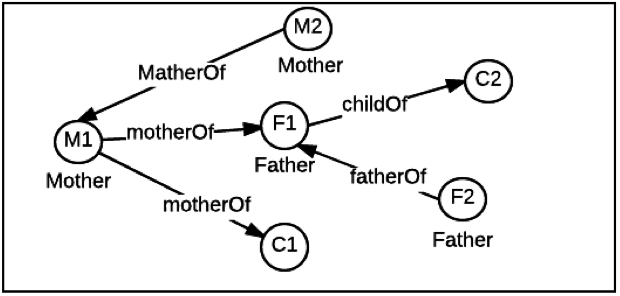 M2
Mother
MatherOf
C2
childOf
F1
motherOf
M1
Father
Mother
fatherOf
F2
motherOf
Father
C1